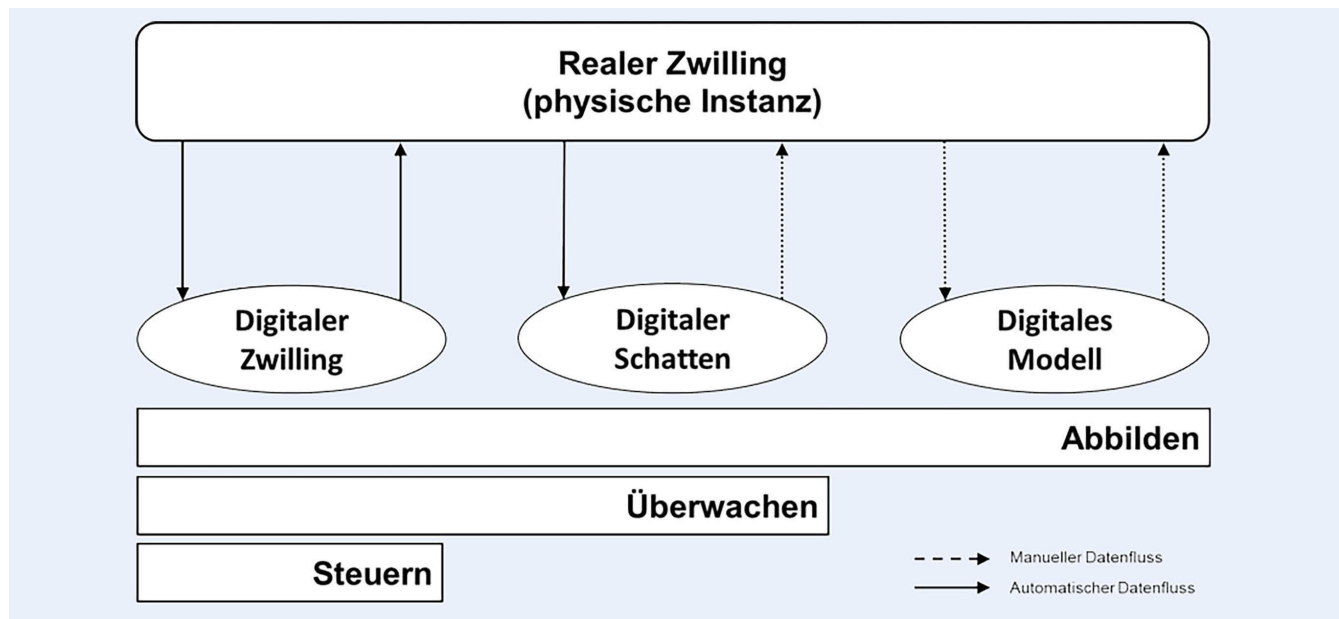 Realer Zwilling
(physische Instanz)
Digitaler
Zwilling
Digitaler
Schatten
Digitales
Modell
Abbilden
Überwachen
Steuern
Manueller Datenfluss
Automatischer Datenfluss